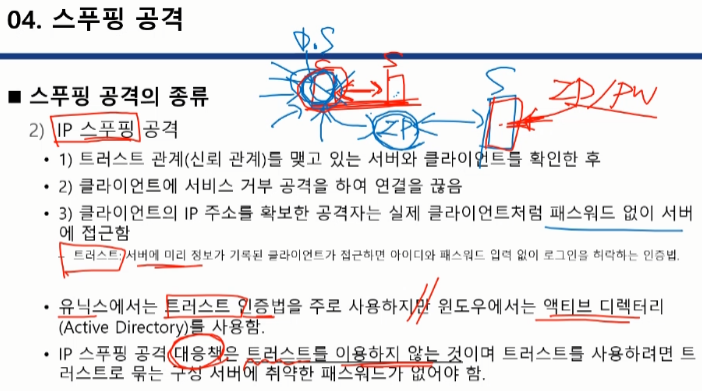 04. 스푸핑 공격
D.S
C
S
S
IP/PW
IP
■ 스푸핑 공격의 종류
2) IP 스푸핑 공격
• 1) 트러스트 관계(신뢰 관계)를 맺고 있는 서버와 클라이언트를 확인한 후
• 2) 클라이언트에 서비스 거부 공격을 하여 연결을 끊음
• 3) 클라이언트의 IP 주소를 확보한 공격자는 실제 클라이언트처럼 패스워드 없이 서버
에 접근함
- 트러스트: 서버에 미리 정보가 기록된 클라이언트가 접근하면 아이디와 패스워드 입력 없이 로그인을 허락하는 인증법.
• 유닉스에서는 트러스트 인증법을 주로 사용하지만 윈도우에서는 액티브 디렉터리
(Active Directory)를 사용함.
• IP 스푸핑 공격 대응책은 트러스트를 이용하지 않는 것이며 트러스트를 사용하려면 트
러스트로 묶는 구성 서버에 취약한 패스워드가 없어야 함.